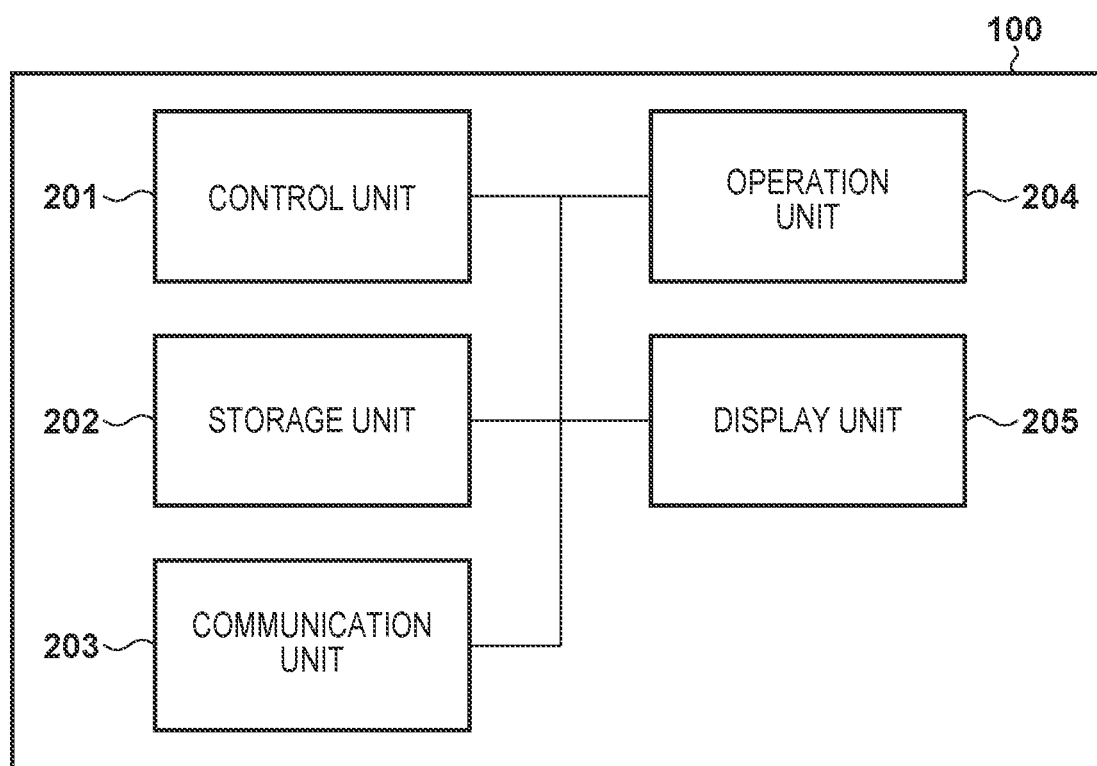 100
201
CONTROL UNIT
OPERATION
UNIT
204
202
STORAGE UNIT
DISPLAY UNIT
205
203
COMMUNICATION
UNIT